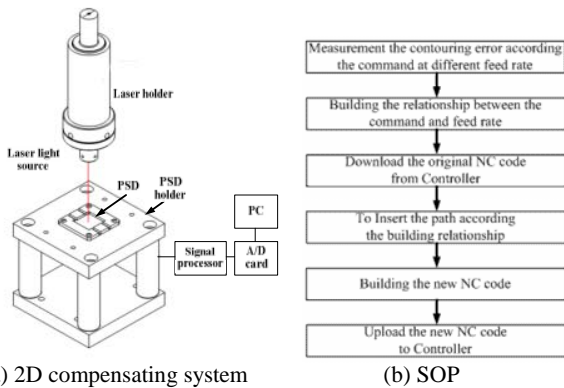 Laser holder
Laser light
source
PSD
PSD
holder
PC
Signal
processor
A/D
card
) 2D compensating system
Measurement the contouring error according
the command at different feed rate
Building the relationship between the
command and feed rate
Download the original NC code
from Controller
To Insert the path according
the building relationship
Building the new NC code
Upload the new NC code
to Controller
(b) SOP